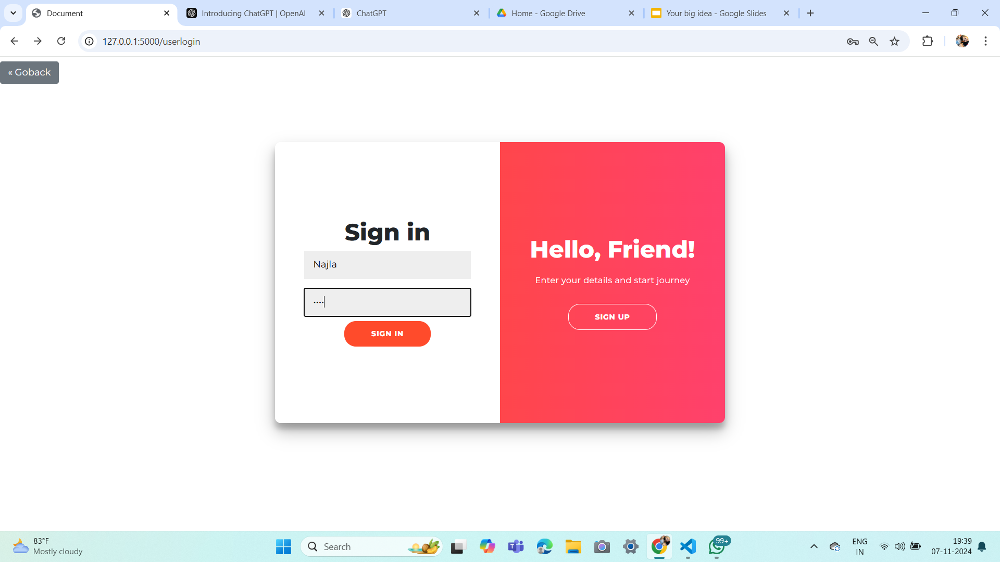 Document
Introducing ChatGPT | OpenAI
ChatGPT
Home - Google Drive
Your big idea - Google Slides
127.0.0.1:5000/userlogin
« Goback
Sign in
Najla
••••
SIGN IN
Hello, Friend!
Enter your details and start journey
SIGN UP
83°F
Mostly cloudy
Search
99+
ENG
IN
19:39
07-11-2024